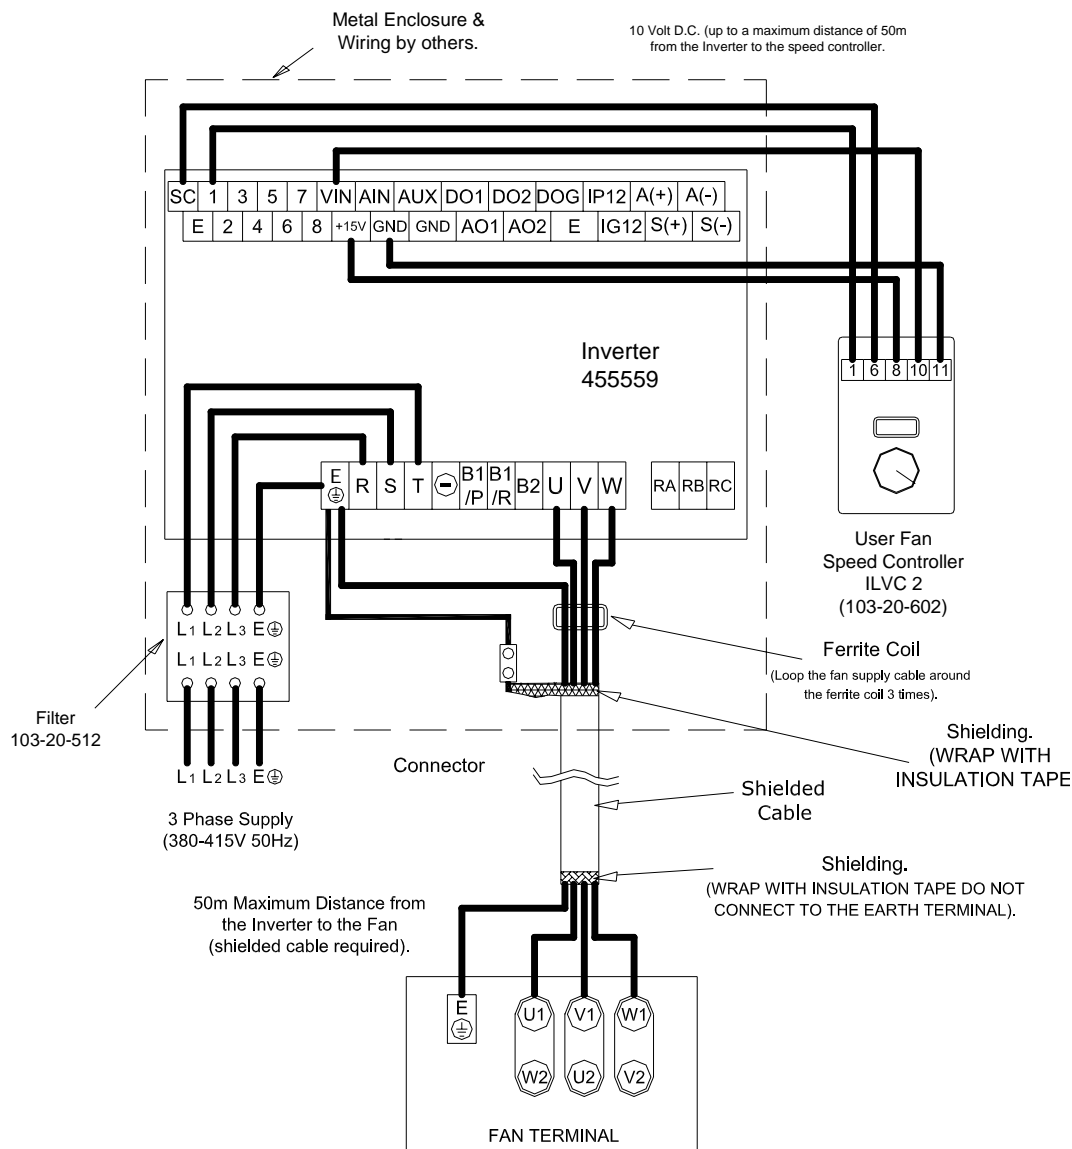 Metal Enclosure &
Wiring by others.
10 Volt D.C. (up to a maximum distance of 50m
from the Inverter to the speed controller.
SC 1 3 5 7 VIN AIN AUX DO1 DO2 DOG IP12 A(+) A(-)
E 2 4 6 8 +15V GND GND AO1 AO2 E IG12 S(+) S(-)
Inverter
455559
1 6 8 10 11
E R S T - B1/P B1/R B2 U V W RA RB RC
User Fan
Speed Controller
ILVC 2
(103-20-602)
L1 L2 L3 E
L1 L2 L3 E
Filter
103-20-512
L1 L2 L3 E
3 Phase Supply
(380-415V 50Hz)
Ferrite Coil
(Loop the fan supply cable around
the ferrite coil 3 times).
Connector
Shielding.
(WRAP WITH
INSULATION TAPE
Shielded
Cable
Shielding.
(WRAP WITH INSULATION TAPE DO NOT
CONNECT TO THE EARTH TERMINAL).
50m Maximum Distance from
the Inverter to the Fan
(shielded cable required).
E U1 V1 W1
W2 U2 V2
FAN TERMINAL